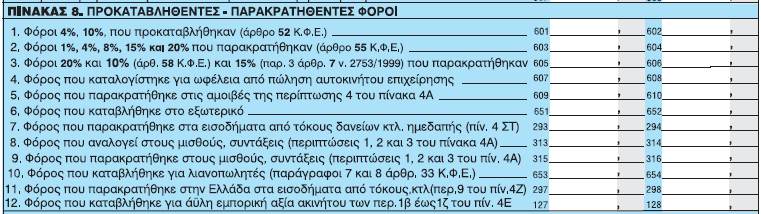 ΠΙΝΑΚΑΣ 8. ΠΡΟΚΑΤΑΒΛΗΘΕΝΤΕΣ - ΠΑΡΑΚΡΑΤΗΘΕΝΤΕΣ ΦΟΡΟΙ
1. Φόροι 4%, 10%, που προκαταβλήθηκαν (άρθρο 52 Κ.Φ.Ε.) 601 , 602 ,
2. Φόροι 1%, 4%, 8%, 15% και 20% που παρακρατήθηκαν (άρθρο 55 Κ,Φ,Ε,) 603 , 604 ,
3. Φόροι 20% και 10% (άρθ. 58 Κ.Φ.Ε.) και 15% (παρ. 3 άρθρ. 7 ν. 2753/1999) που παρακρατήθηκαν 605 , 606 ,
4. Φόρος που καταλογίστηκε για ωφέλεια από πώληση αυτοκινήτου επιχείρησης 607 , 608 ,
5. Φόρος που παρακρατήθηκε στις αμοιβές της περίπτωσης 4 του πίνακα 4Α 609 , 610 ,
6. Φόρος που καταβλήθηκε στο εξωτερικό 651 , 652 ,
7. Φόρος που παρακρατήθηκε στα εισοδήματα από τόκους δανείων κτλ. ημεδαπής (πίν. 4 ΣΤ) 293 , 294 ,
8. Φόρος που αναλογεί στους μισθούς, συντάξεις (περιπτώσεις 1, 2 και 3 του πίνακα 4Α) 313 , 314 ,
9. Φόρος που παρακρατήθηκε στους μισθούς, συντάξεις (περιπτώσεις 1, 2 και 3 του πίν. 4Α) 315 , 316 ,
10. Φόρος που καταβλήθηκε για λιανοπωλητές (παράγραφοι 7 και 8 άρθρ, 33 Κ,Φ,Ε,) 653 , 654 ,
11, Φόρος που παρακρατήθηκε στην Ελλάδα στα εισοδήματα από τόκους,κτλ(περ,9 του πίν,4Ζ) 297 , 298 ,
12. Φόρος που καταβλήθηκε για άϋλη εμπορική αξία ακινήτου των περ.1β έως1ζ του πίν. 4Ε 127 , 128 ,